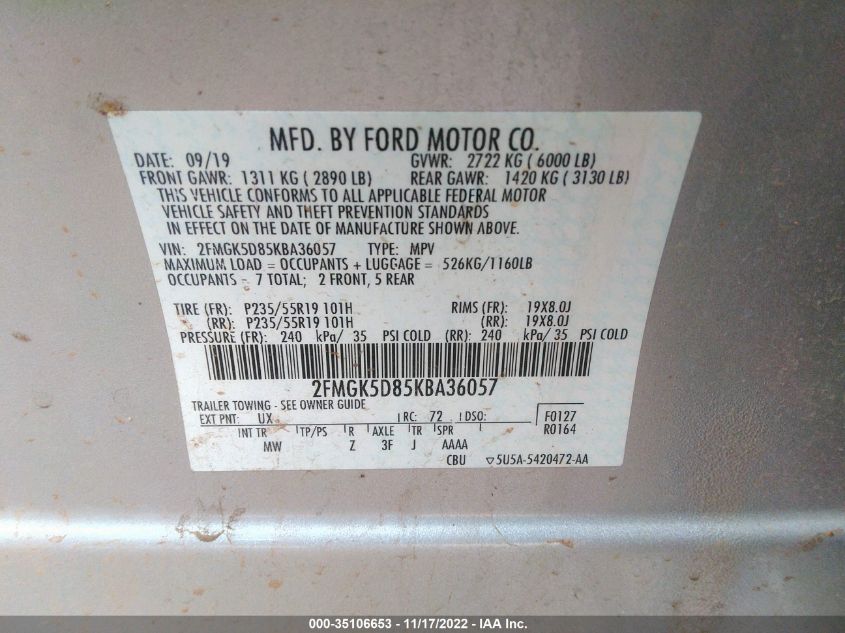 MFD. BY FORD MOTOR CO.
DATE: 09/19 GVWR: 2722 KG ( 6000 LB)
FRONT GAWR: 1311 KG ( 2890 LB) REAR GAWR: 1420 KG ( 3130 LB)
THIS VEHICLE CONFORMS TO ALL APPLICABLE FEDERAL MOTOR
VEHICLE SAFETY AND THEFT PREVENTION STANDARDS
IN EFFECT ON THE DATE OF MANUFACTURE SHOWN ABOVE.
VIN: 2FMGK5D85KBA36057 TYPE: MPV
MAXIMUM LOAD = OCCUPANTS + LUGGAGE = 526KG/1160LB
OCCUPANTS - 7 TOTAL; 2 FRONT, 5 REAR
TIRE (FR): P235/55R19 101H RIMS (FR): 19X8.0J
(RR): P235/55R19 101H (RR): 19X8.0J
PRESSURE (FR): 240 kPa/ 35 PSI COLD (RR): 240 kPa/ 35 PSI COLD
2FMGK5D85KBA36057
TRAILER TOWING - SEE OWNER GUIDE
EXT PNT: UX RC: 72 DSO: F0127
INT TR TP/PS R AXLE TR SPR R0164
MW Z 3F J AAAA
CBU ▽5U5A-5420472-AA
000-35106653 - 11/17/2022 - IAA Inc.